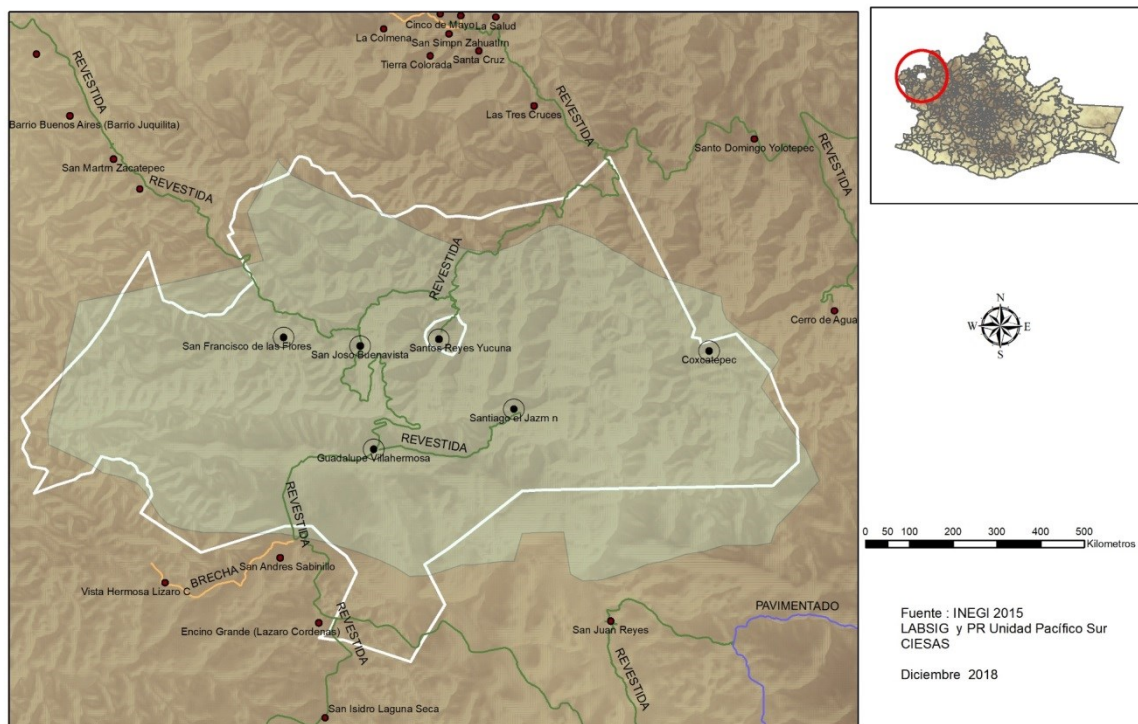 Cinco de Mayo
La Salud
La Colmena
San Simpn Zahuatlm
Tierra Colorada
Santa Cruz
REVESTIDA
Las Tres Cruces
REVESTIDA
Barrio Buenos Aires (Barrio Juquilita)
Santo Domingo Yolotepec
REVESTIDA
San Martm Zacatepec
REVESTIDA
REVESTIDA
Cerro de Agua
San Francisco de las Flores
San Joso Buenavista
Santos Reyes Yucuna
Coxcatepec
Santiago el Jazm n
REVESTIDA
Guadalupe Villahermosa
REVESTIDA
San Andres Sabinillo
BRECHA
Vista Hermosa Lizaro C
Encino Grande (Lazaro Cordenas)
REVESTIDA
San Juan Reyes
PAVIMENTADO
REVESTIDA
San Isidro Laguna Seca
N
W E
S
0 50 100 200 300 400 500
Kilometros
Fuente : INEGI 2015
LABSIG y PR Unidad Pacífico Sur
CIESAS
Diciembre 2018